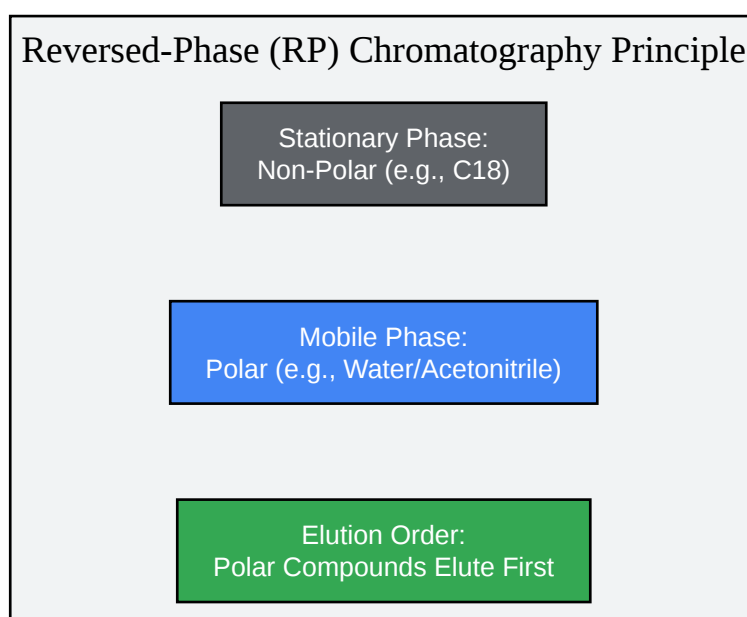 Reversed-Phase (RP) Chromatography Principle
Stationary Phase:
Non-Polar (e.g., C18)
Mobile Phase:
Polar (e.g., Water/Acetonitrile)
Elution Order:
Polar Compounds Elute First